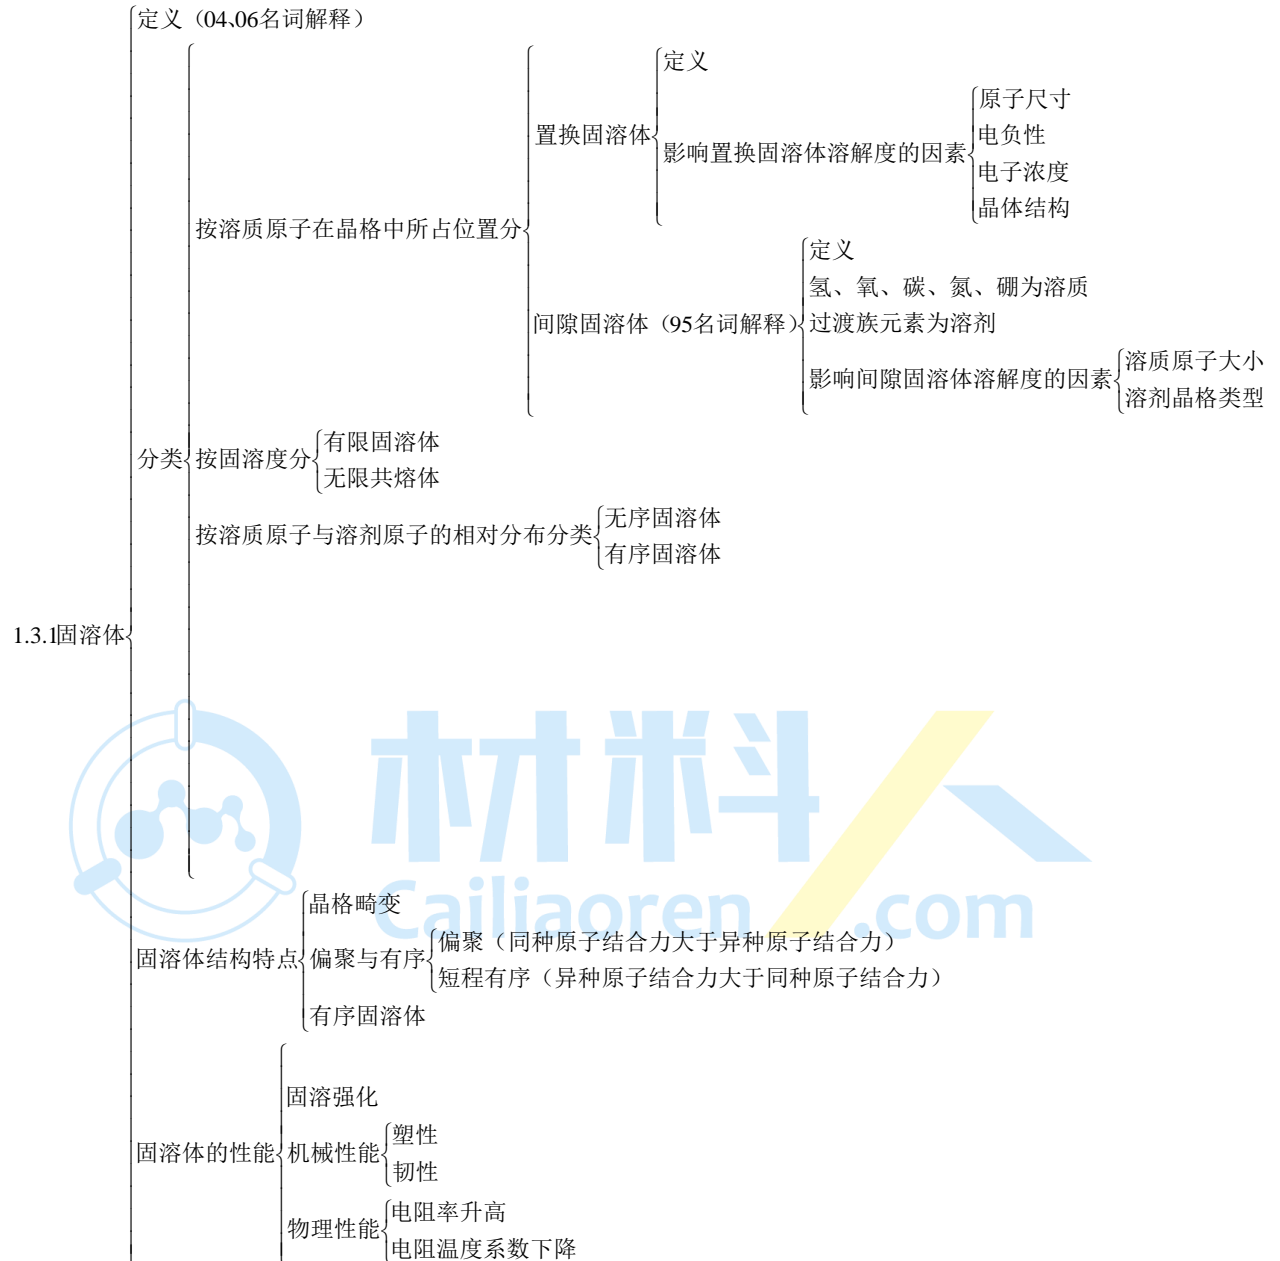 定义（04、06名词解释）
定义
原子尺寸
置换固溶体
电负性
影响置换固溶体溶解度的因素
电子浓度
晶体结构
按溶质原子在晶格中所占位置分
定义
氢、氧、碳、氮、硼为溶质
间隙固溶体（95名词解释）
过渡族元素为溶剂
溶质原子大小
影响间隙固溶体溶解度的因素
溶剂晶格类型
有限固溶体
分类
按固溶度分
无限共熔体
无序固溶体
按溶质原子与溶剂原子的相对分布分类
有序固溶体
1.3.1固溶体
材料人
Cailiaoren.com
晶格畸变
偏聚（同种原子结合力大于异种原子结合力）
固溶体结构特点
偏聚与有序
短程有序（异种原子结合力大于同种原子结合力）
有序固溶体
固溶强化
塑性
固溶体的性能
机械性能
韧性
电阻率升高
物理性能
电阻温度系数下降